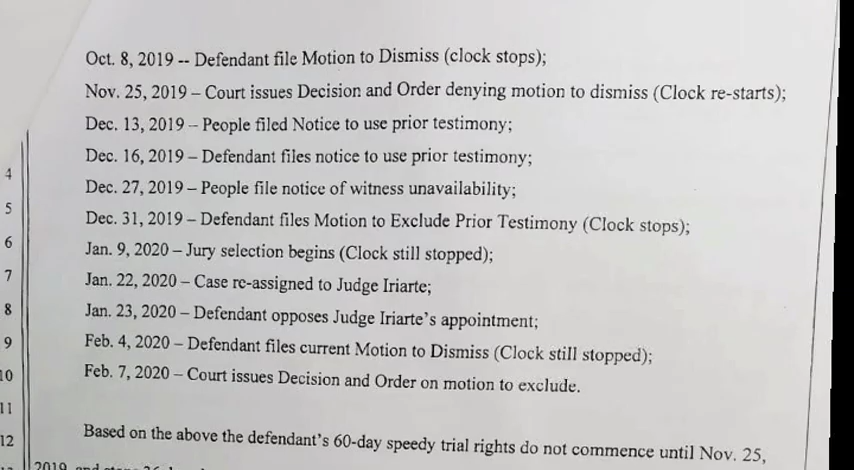 Oct. 8, 2019 -- Defendant file Motion to Dismiss (clock stops);
Nov. 25, 2019 – Court issues Decision and Order denying motion to dismiss (Clock re-starts);
Dec. 13, 2019 – People filed Notice to use prior testimony;
Dec. 16, 2019 – Defendant files notice to use prior testimony;
4
Dec. 27, 2019 – People file notice of witness unavailability;
5
Dec. 31, 2019 – Defendant files Motion to Exclude Prior Testimony (Clock stops);
6
Jan. 9, 2020 – Jury selection begins (Clock still stopped);
7
Jan. 22, 2020 – Case re-assigned to Judge Iriarte;
8
Jan. 23, 2020 – Defendant opposes Judge Iriarte's appointment;
9
Feb. 4, 2020 – Defendant files current Motion to Dismiss (Clock still stopped);
10
Feb. 7, 2020 – Court issues Decision and Order on motion to exclude.
11
12
Based on the above the defendant's 60-day speedy trial rights do not commence until Nov. 25,
2019, and